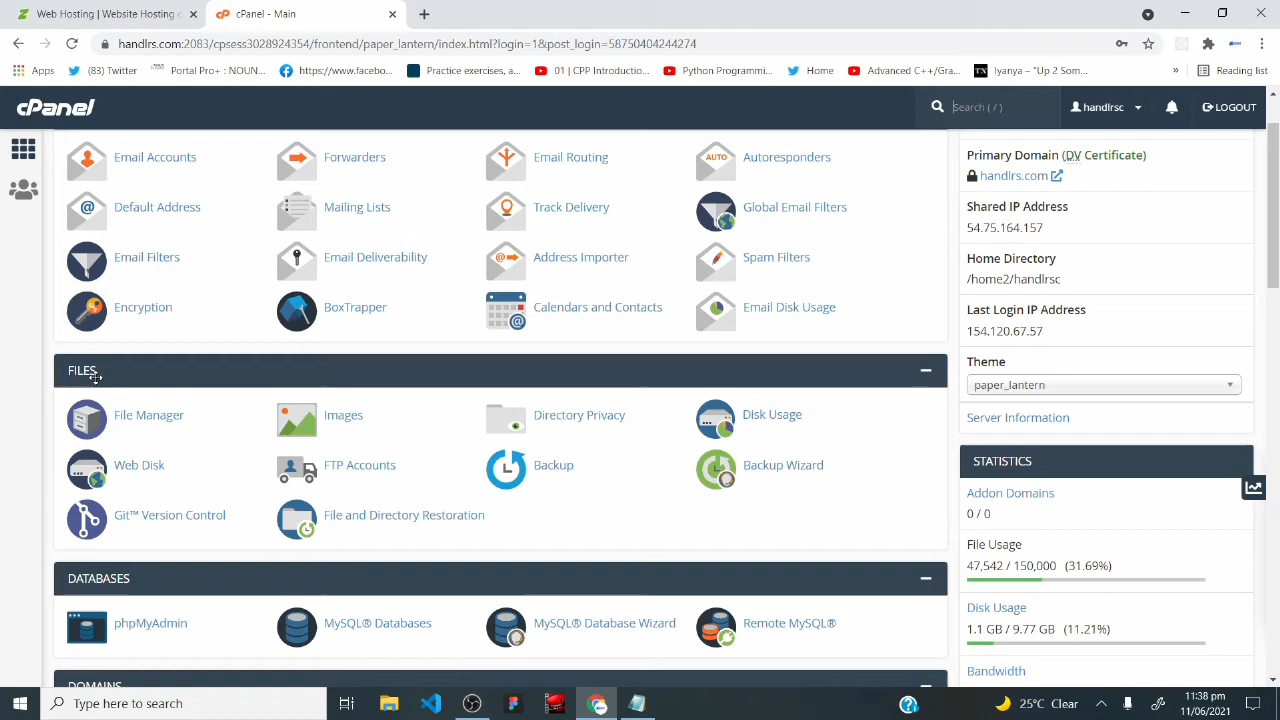 Web Hosting | Website Hosting c
cPanel - Main
handlrs.com:2083/cpsess3028924354/frontend/paper_lantern/index.html?login=1&post_login=58750404244274
Apps
(83) Twitter
Portal Pro+ : NOUN...
https://www.facebo...
Practice exercises, a...
01 | CPP Introductio...
Python Programmi...
Home
Advanced C++/Gra...
Iyanya – "Up 2 Som...
»
Reading list
cPanel
Search ( / )
handlrsc
LOGOUT
Email Accounts
Forwarders
Email Routing
AUTO
Autoresponders
Default Address
Mailing Lists
Track Delivery
Global Email Filters
Email Filters
Email Deliverability
Address Importer
Spam Filters
Encryption
BoxTrapper
Calendars and Contacts
Email Disk Usage
FILES
File Manager
Images
Directory Privacy
Disk Usage
Web Disk
FTP Accounts
Backup
Backup Wizard
Git™ Version Control
File and Directory Restoration
DATABASES
phpMyAdmin
MySQL® Databases
MySQL® Database Wizard
Remote MySQL®
DOMAINS
Primary Domain (DV Certificate)
handlrs.com
Shared IP Address
54.75.164.157
Home Directory
/home2/handlrsc
Last Login IP Address
154.120.67.57
Theme
paper_lantern
Server Information
STATISTICS
Addon Domains
0 / 0
File Usage
47,542 / 150,000 (31.69%)
Disk Usage
1.1 GB / 9.77 GB (11.21%)
Bandwidth
Type here to search
25°C Clear
11:38 pm
11/06/2021